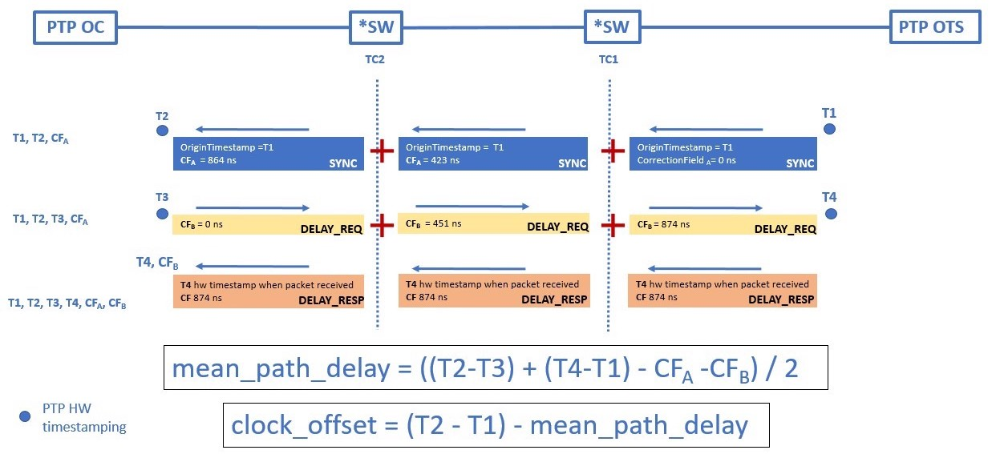 PTP OC
*SW
*SW
PTP OTS
TC2
TC1
T2
T1
T1, T2, CFA
OriginTimestamp =T1
CFA = 864 ns
SYNC
OriginTimestamp = T1
CFA = 423 ns
SYNC
OriginTimestamp = T1
CorrectionField A= 0 ns
SYNC
T3
T4
T1, T2, T3, CFA
CFB = 0 ns
DELAY_REQ
CFB = 451 ns
DELAY_REQ
CFB = 874 ns
DELAY_REQ
T4, CFB
T1, T2, T3, T4, CFA, CFB
T4 hw timestamp when packet received
CF 874 ns
DELAY_RESP
T4 hw timestamp when packet received
CF 874 ns
DELAY_RESP
T4 hw timestamp when packet received
CF 874 ns
DELAY_RESP
mean_path_delay = ((T2-T3) + (T4-T1) - CFA -CFB) / 2
PTP HW
timestamping
clock_offset = (T2 - T1) - mean_path_delay